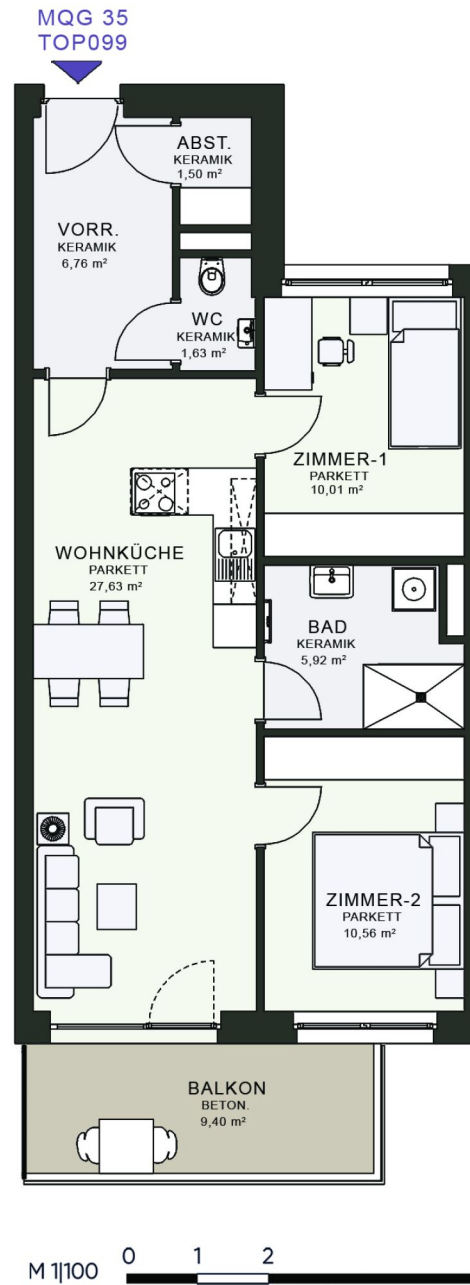 MQG 35
TOP099
ABST.
KERAMIK
1,50 m²
VORR.
KERAMIK
6,76 m²
WC
KERAMIK
1,63 m²
ZIMMER-1
PARKETT
10,01 m²
WOHNKÜCHE
PARKETT
27,63 m²
BAD
KERAMIK
5,92 m²
ZIMMER-2
PARKETT
10,56 m²
BALKON
BETON.
9,40 m²
M 1|100 0 1 2